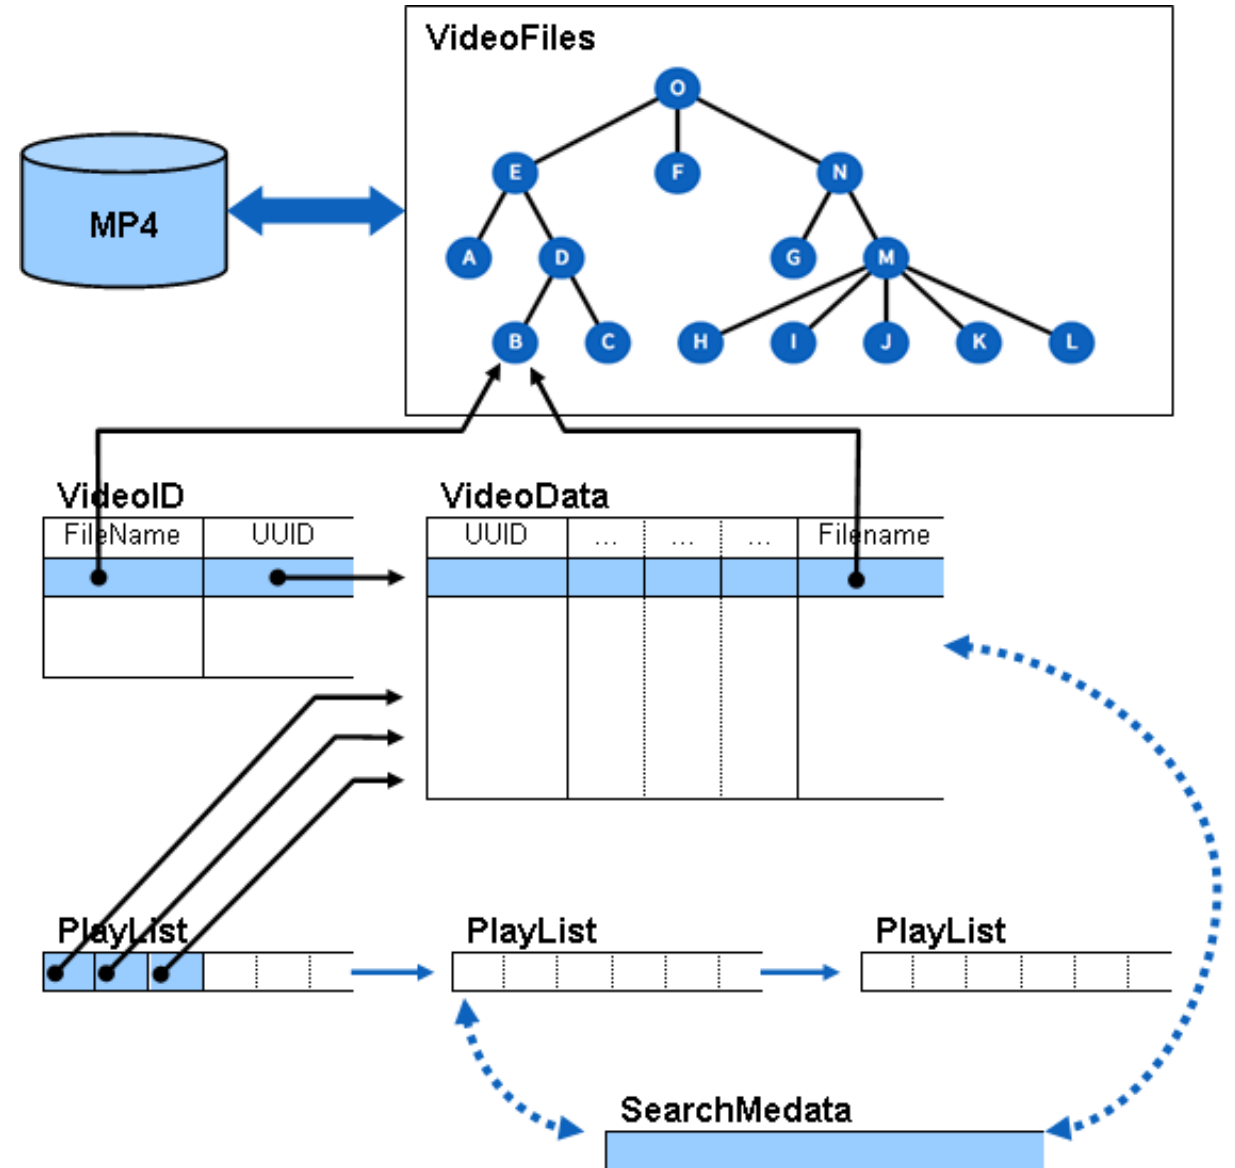 VideoFiles
O
E F N
MP4
A D G M
B C H I J K L
VideoID VideoData
FileName UUID UUID ... ... ... Filename
PlayList PlayList PlayList
SearchMedata